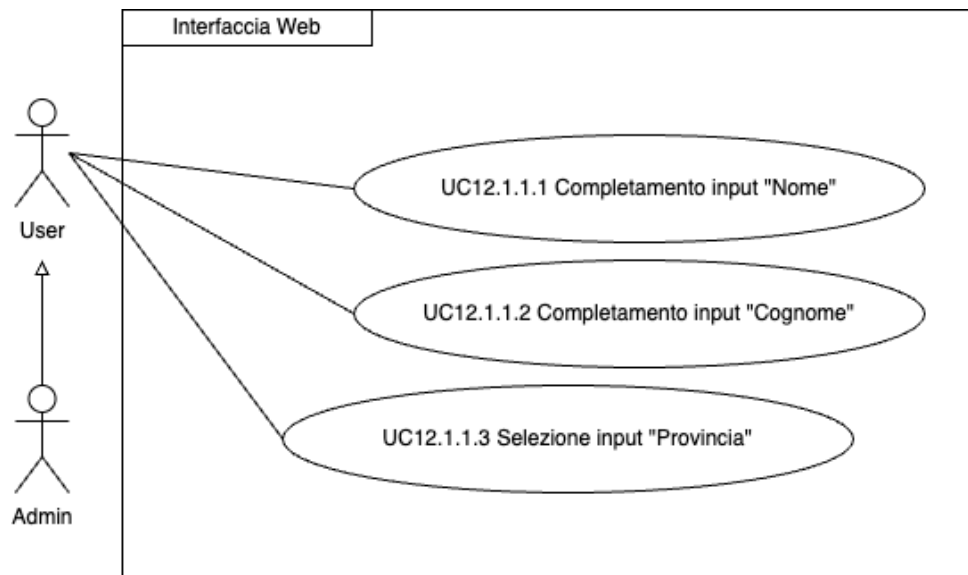 Interfaccia Web
UC12.1.1.1 Completamento input "Nome"
User
UC12.1.1.2 Completamento input "Cognome"
UC12.1.1.3 Selezione input "Provincia"
Admin